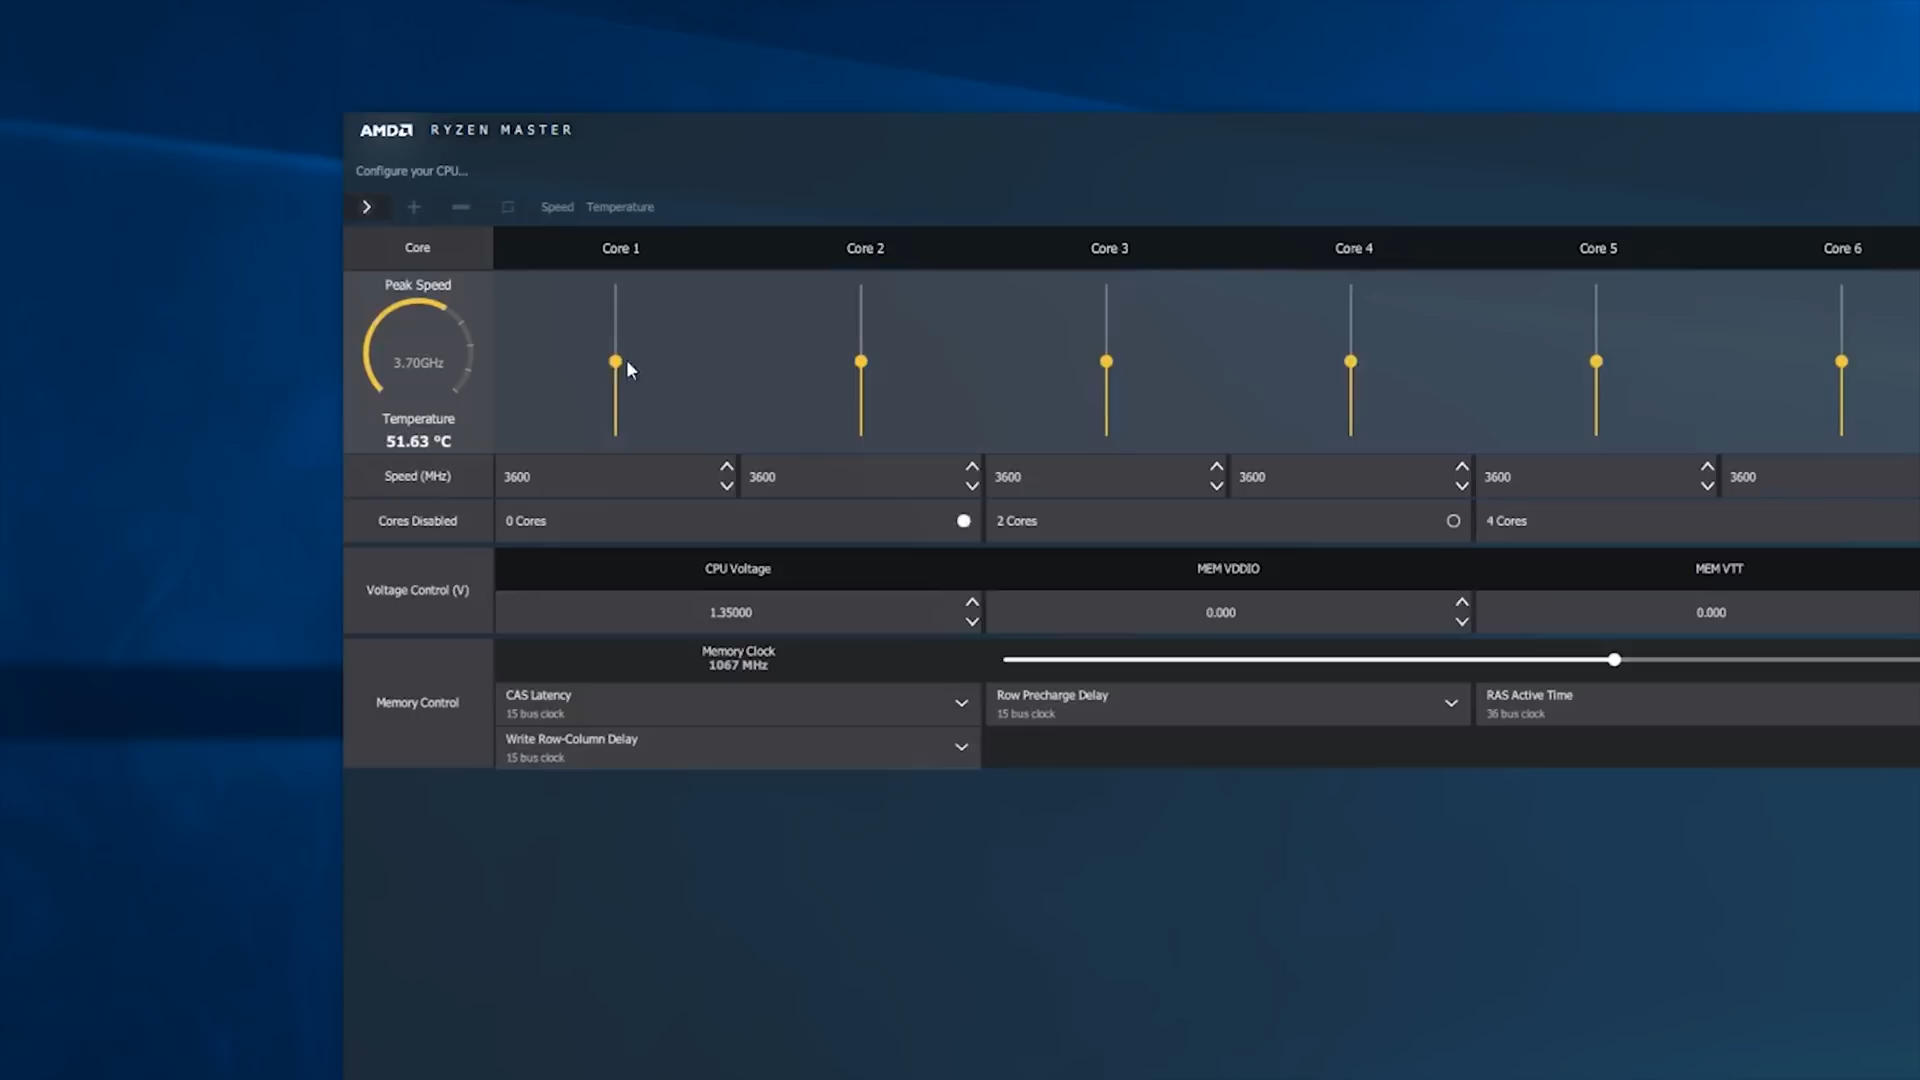 AMD RYZEN MASTER
Configure your CPU...
Speed Temperature
Core Core 1 Core 2 Core 3 Core 4 Core 5 Core 6
Peak Speed
3.70GHz
Temperature
51.63 ºC
Speed (MHz) 3600 3600 3600 3600 3600 3600
Cores Disabled 0 Cores 2 Cores 4 Cores
Voltage Control (V)
CPU Voltage MEM VDDIO MEM VTT
1.35000 0.000 0.000
Memory Control
Memory Clock
1067 MHz
CAS Latency Row Precharge Delay RAS Active Time
15 bus clock 15 bus clock 36 bus clock
Write Row-Column Delay
15 bus clock